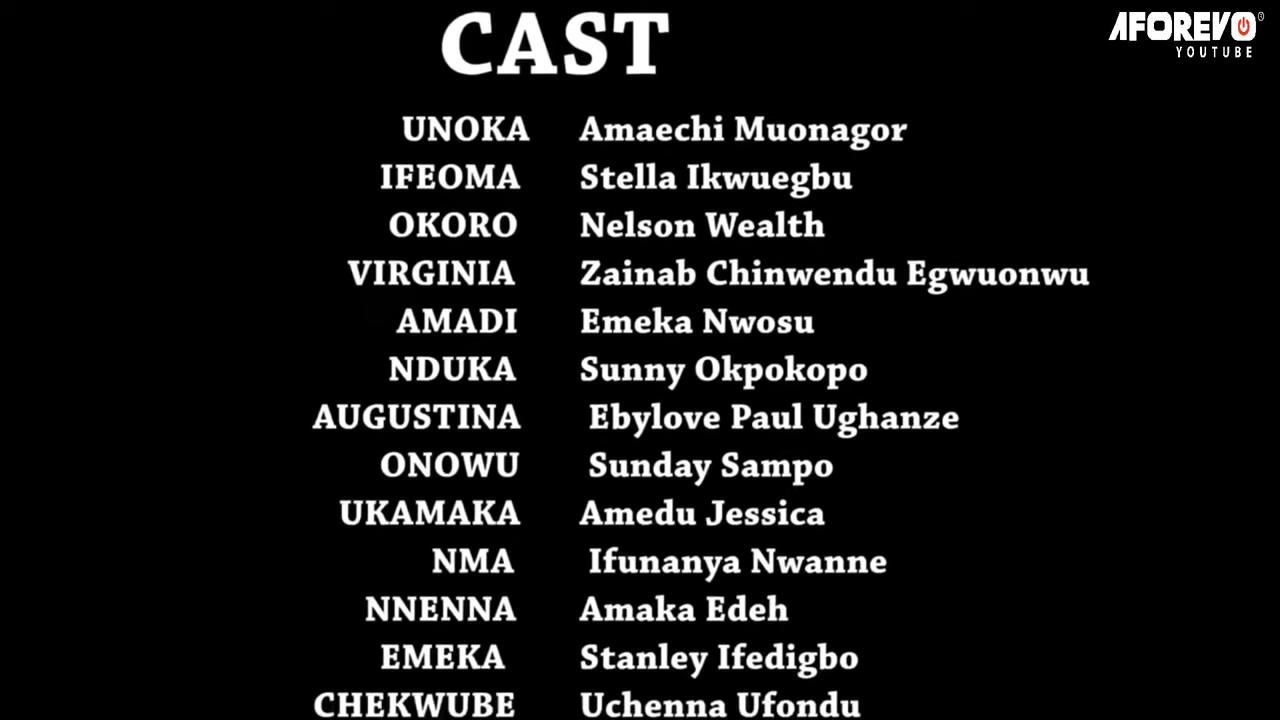 CAST
AFOREVO
YOUTUBE
UNOKA Amaechi Muonagor
IFEOMA Stella Ikwuegbu
OKORO Nelson Wealth
VIRGINIA Zainab Chinwendu Egwuonwu
AMADI Emeka Nwosu
NDUKA Sunny Okpokopo
AUGUSTINA Ebylove Paul Ughanze
ONOWU Sunday Sampo
UKAMAKA Amedu Jessica
NMA Ifunanya Nwanne
NNENNA Amaka Edeh
EMEKA Stanley Ifedigbo
CHEKWUBE Uchenna Ufondu